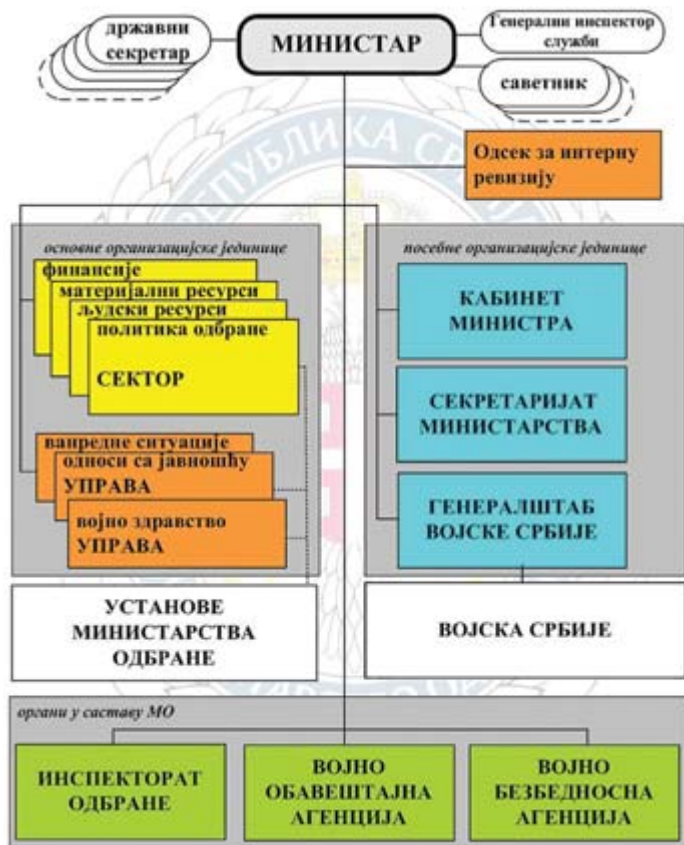 државни
секретар
МИНИСТАР
Генерални инспектор
службе
саветник
Одсек за интерну
ревизију
основне организацијске јединице
финансије
материјални ресурси
људски ресурси
политика одбране
СЕКТОР
ванредне ситуације
односи са јавношћу
УПРАВА
војно здравство
УПРАВА
УСТАНОВЕ
МИНИСТАРСТВА
ОДБРАНЕ
посебне организацијске јединице
КАБИНЕТ
МИНИСТРА
СЕКРЕТАРИЈАТ
МИНИСТАРСТВА
ГЕНЕРАЛШТАБ
ВОЈСКЕ СРБИЈЕ
ВОЈСКА СРБИЈЕ
органи у саставу МО
ИНСПЕКТОРАТ
ОДБРАНЕ
ВОЈНО
ОБАВЕШТАЈНА
АГЕНЦИЈА
ВОЈНО
БЕЗБЕДНОСНА
АГЕНЦИЈА